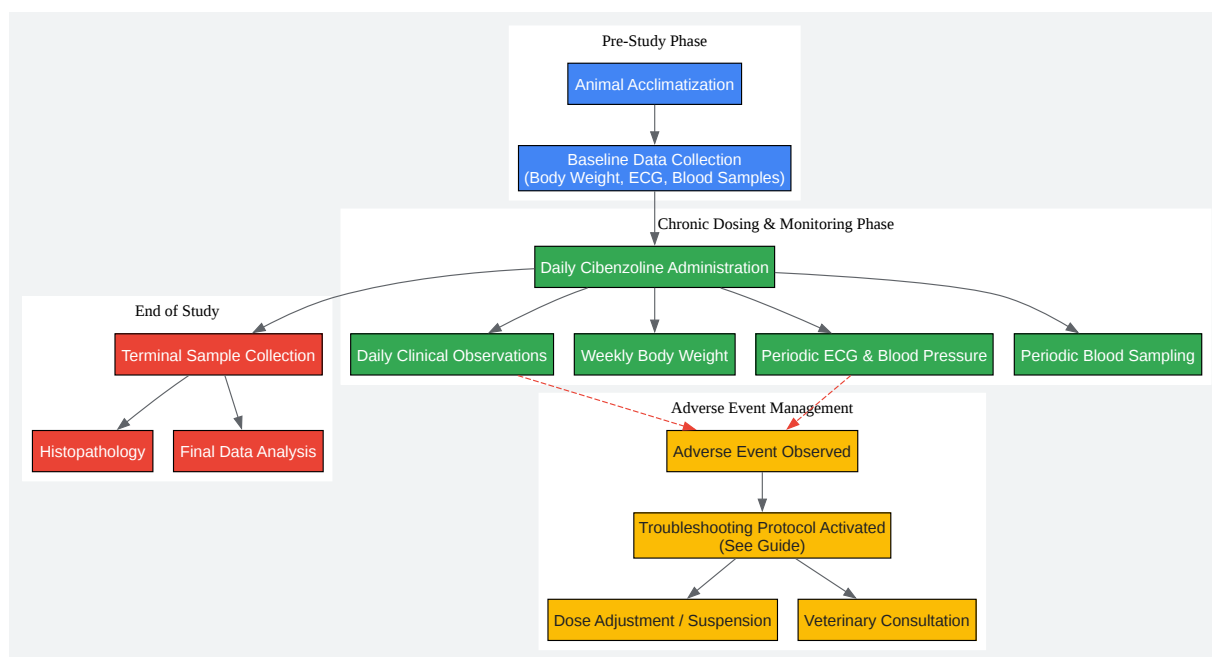 Pre-Study Phase
Animal Acclimatization
Baseline Data Collection
(Body Weight, ECG, Blood Samples)
Chronic Dosing & Monitoring Phase
Daily Cibenzoline Administration
End of Study
Terminal Sample Collection
Daily Clinical Observations
Weekly Body Weight
Periodic ECG & Blood Pressure
Periodic Blood Sampling
Adverse Event Management
Histopathology
Final Data Analysis
Adverse Event Observed
Troubleshooting Protocol Activated
(See Guide)
Dose Adjustment / Suspension
Veterinary Consultation